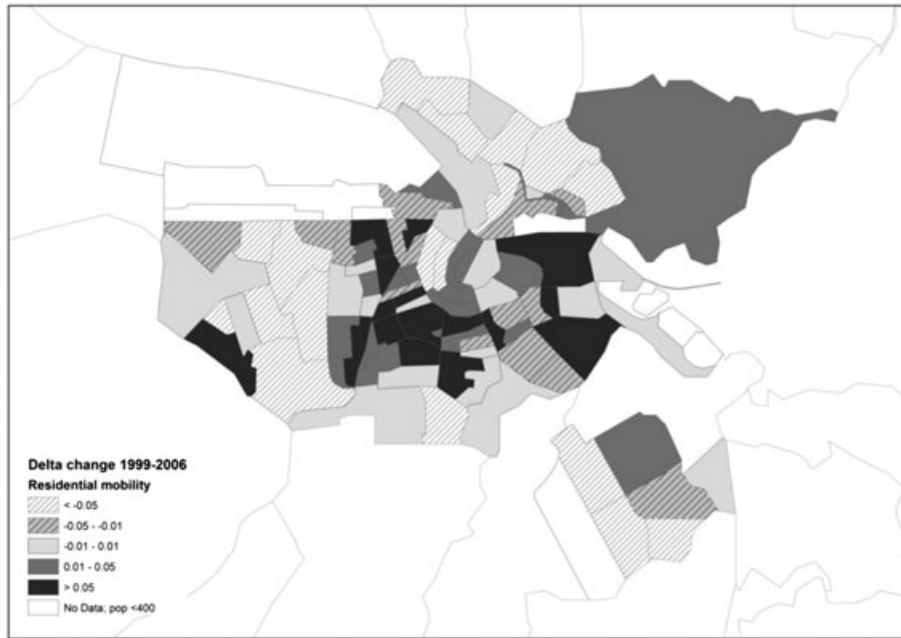 Delta change 1999-2006
Residential mobility
< -0.05
-0.05 - -0.01
-0.01 - 0.01
0.01 - 0.05
> 0.05
No Data; pop <400